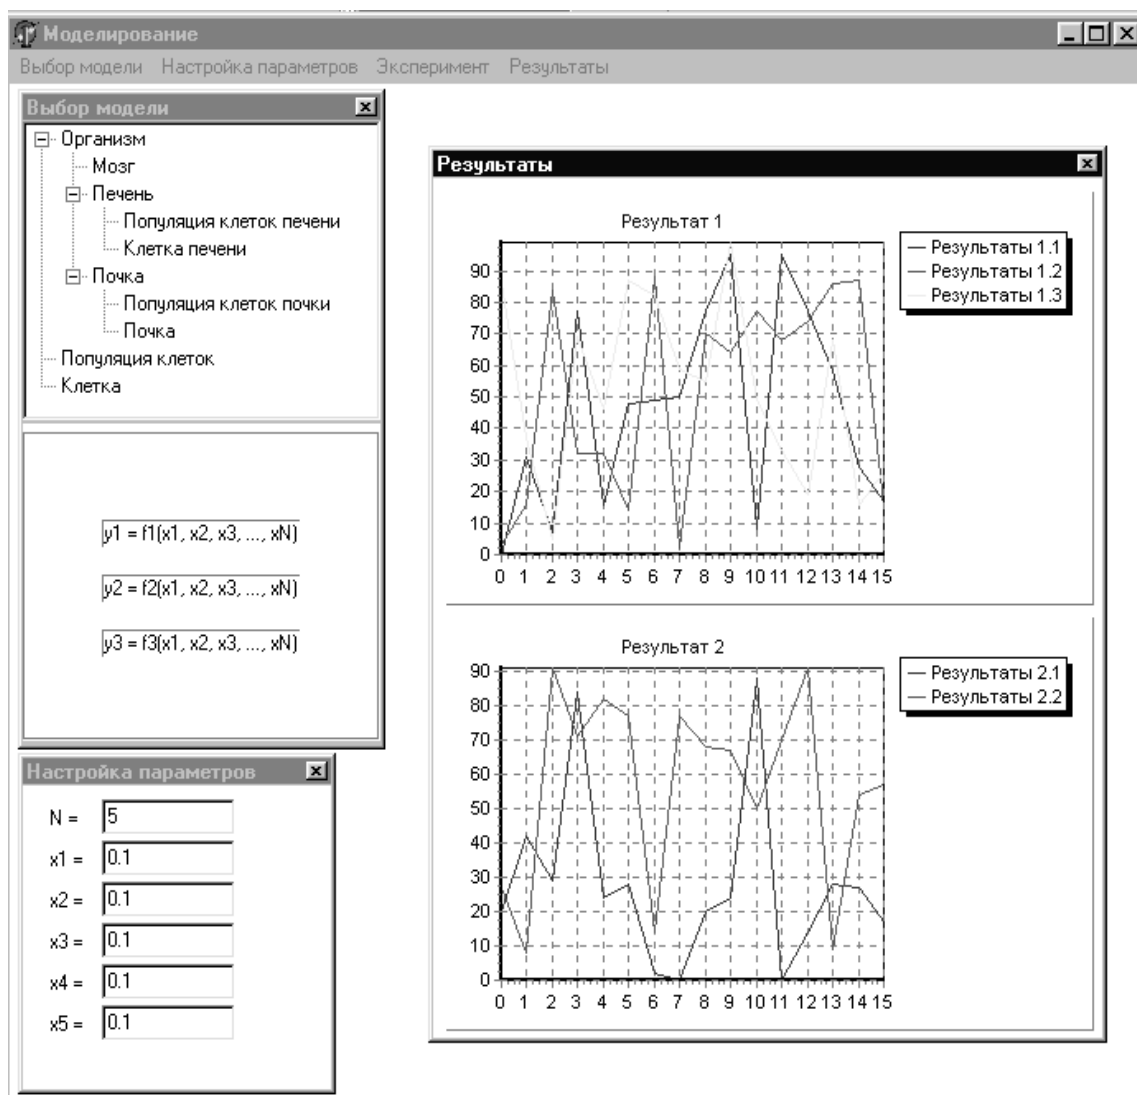 Моделирование
Выбор модели Настройка параметров Эксперимент Результаты
Выбор модели
Организм
Мозг
Печень
Популяция клеток печени
Клетка печени
Почка
Популяция клеток почки
Почка
Популяция клеток
Клетка
y1 = f1(x1, x2, x3, ..., xN)
y2 = f2(x1, x2, x3, ..., xN)
y3 = f3(x1, x2, x3, ..., xN)
Настройка параметров
N = 5
x1 = 0.1
x2 = 0.1
x3 = 0.1
x4 = 0.1
x5 = 0.1
Результаты
Результат 1
90
80
70
60
50
40
30
20
10
0
0 1 2 3 4 5 6 7 8 9 10 11 12 13 14 15
Результаты 1.1
Результаты 1.2
Результаты 1.3
Результат 2
90
80
70
60
50
40
30
20
10
0
0 1 2 3 4 5 6 7 8 9 10 11 12 13 14 15
Результаты 2.1
Результаты 2.2